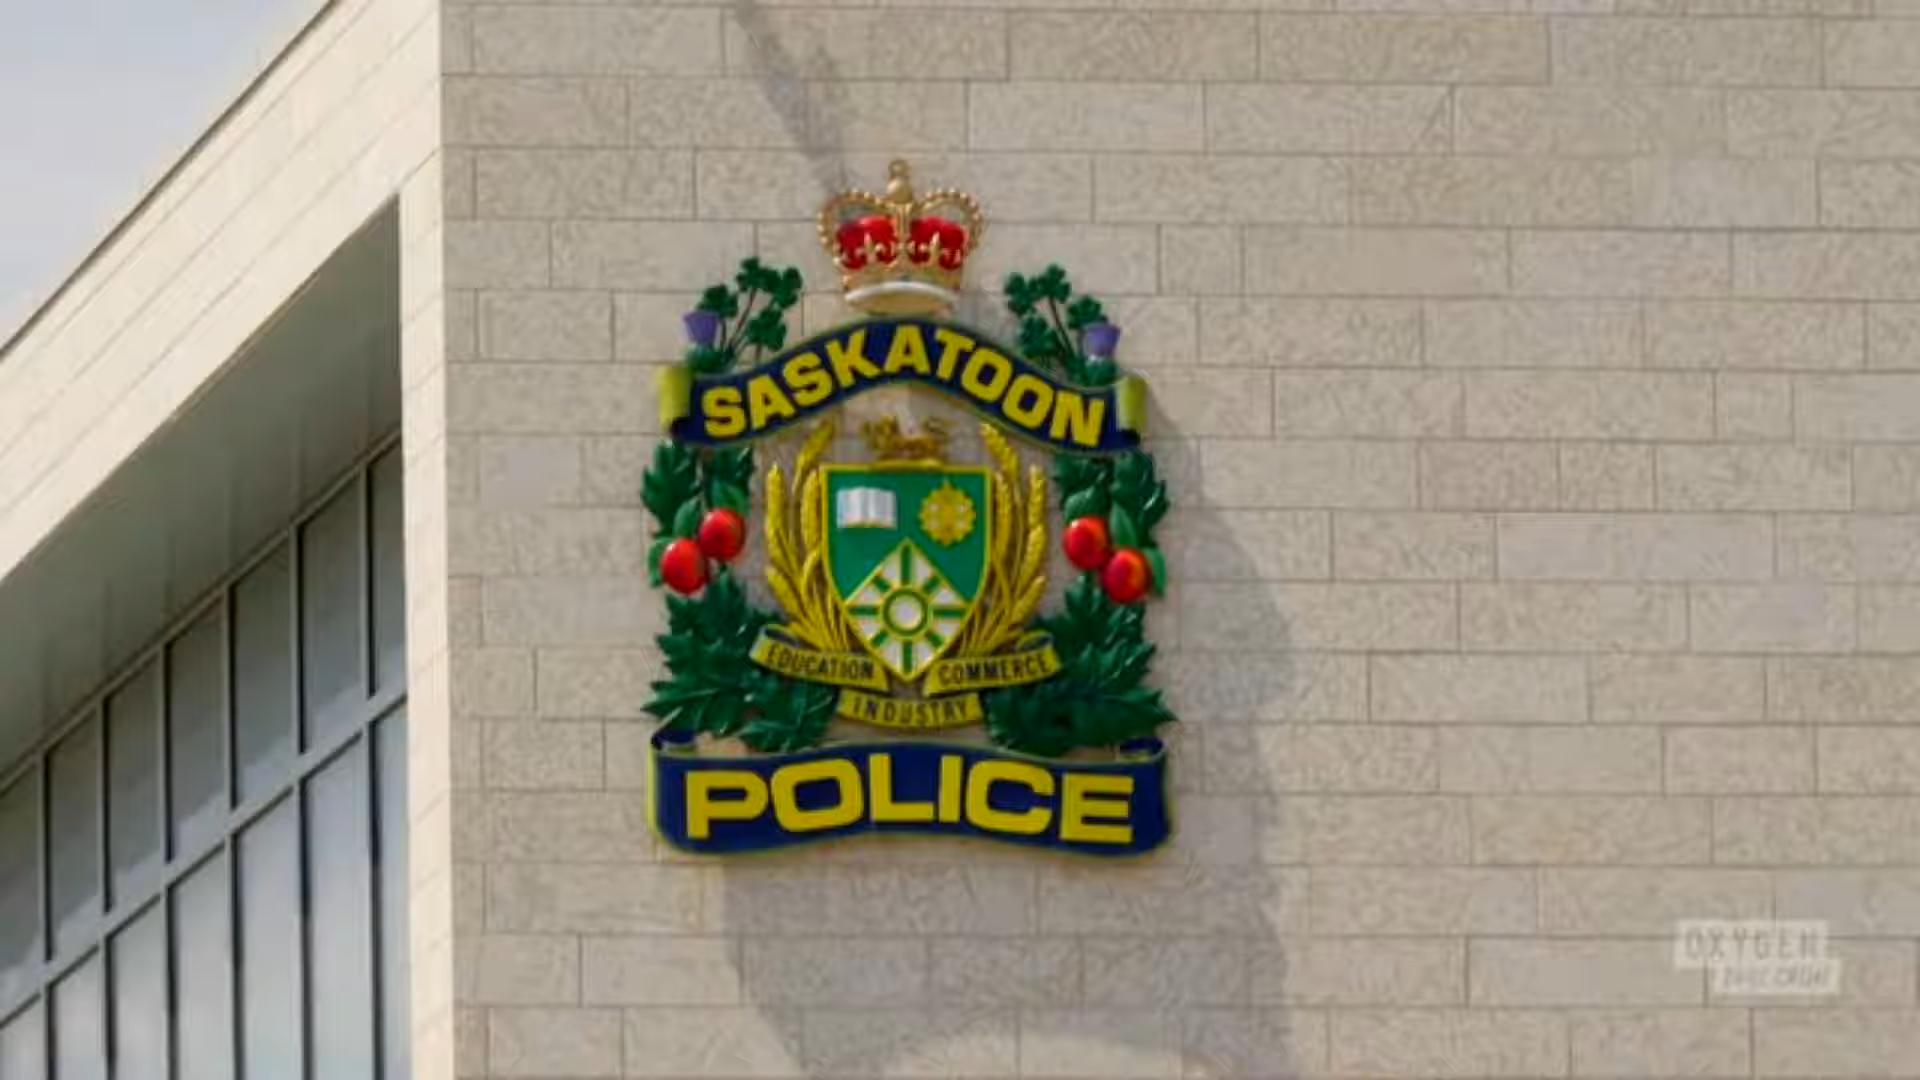 SASKATOON
EDUCATION COMMERCE
INDUSTRY
POLICE
OXYGEN
TRUE CRIME